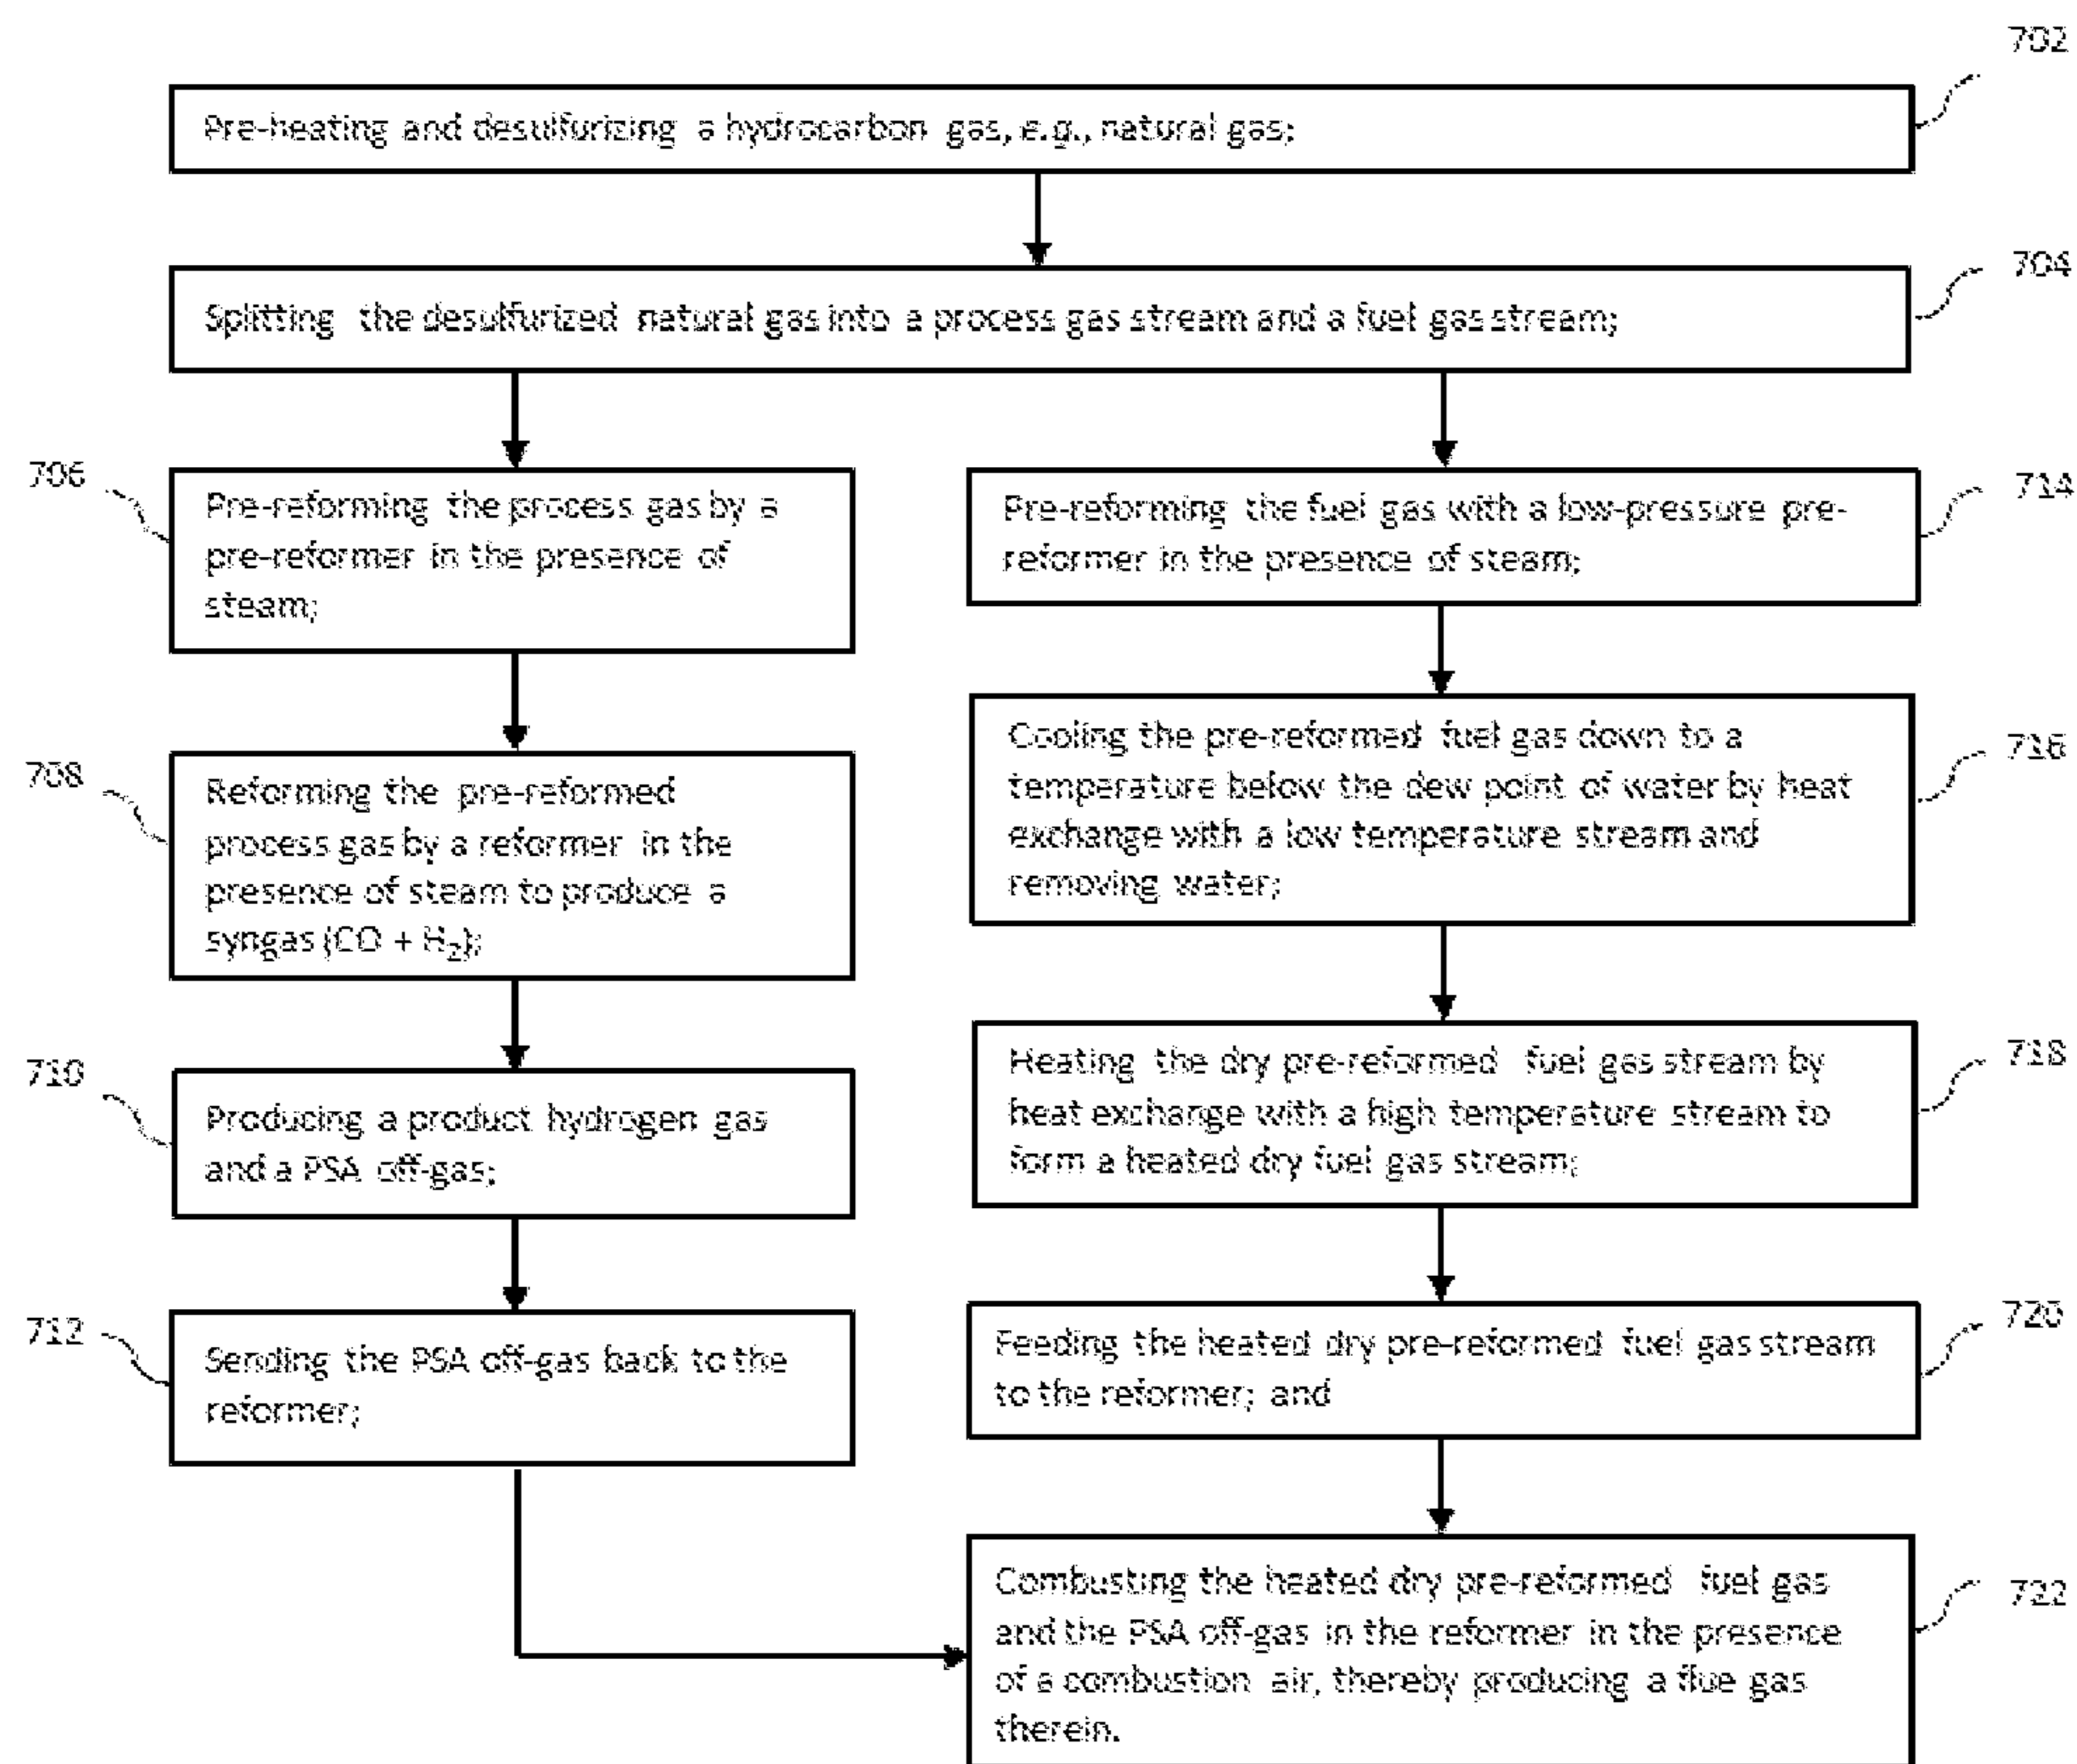 702
Pre-heating and desulfurizing a hydrocarbon gas, e.g., natural gas;
704
Splitting the desulfurized natural gas into a process gas stream and a fuel gas stream;
706
Pre-reforming the process gas by a
pre-reformer in the presence of
steam;
708
Reforming the pre-reformed
process gas by a reformer in the
presence of steam to produce a
syngas (CO + H₂);
710
Producing a product hydrogen gas
and a PSA off-gas;
712
Sending the PSA off-gas back to the
reformer;
714
Pre-reforming the fuel gas with a low-pressure pre-
reformer in the presence of steam;
716
Cooling the pre-reformed fuel gas down to a
temperature below the dew point of water by heat
exchange with a low temperature stream and
removing water;
718
Heating the dry pre-reformed fuel gas stream by
heat exchange with a high temperature stream to
form a heated dry fuel gas stream;
720
Feeding the heated dry pre-reformed fuel gas stream
to the reformer; and
722
Combusting the heated dry pre-reformed fuel gas
and the PSA off-gas in the reformer in the presence
of a combustion air, thereby producing a flue gas
therein.